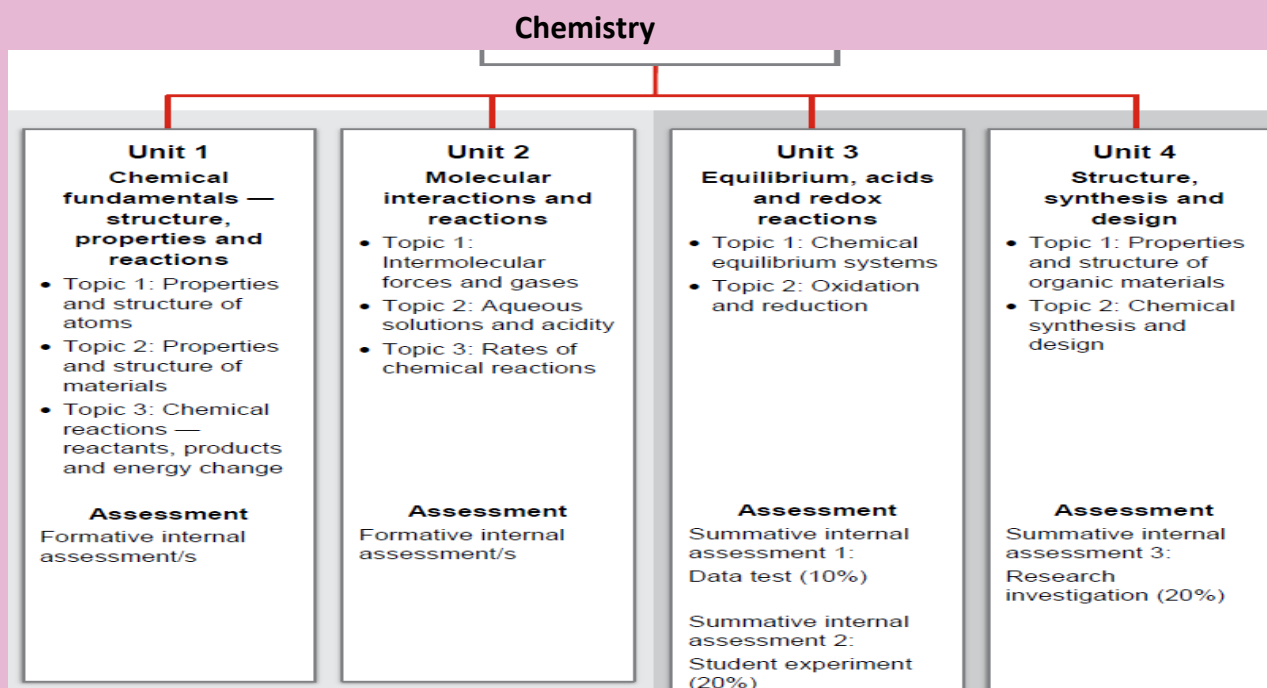 Chemistry
Unit 1
Chemical
fundamentals —
structure,
properties and
reactions
• Topic 1: Properties
and structure of
atoms
• Topic 2: Properties
and structure of
materials
• Topic 3: Chemical
reactions —
reactants, products
and energy change
Assessment
Formative internal
assessment/s
Unit 2
Molecular
interactions and
reactions
• Topic 1:
Intermolecular
forces and gases
• Topic 2: Aqueous
solutions and acidity
• Topic 3: Rates of
chemical reactions
Assessment
Formative internal
assessment/s
Unit 3
Equilibrium, acids
and redox
reactions
• Topic 1: Chemical
equilibrium systems
• Topic 2: Oxidation
and reduction
Assessment
Summative internal
assessment 1:
Data test (10%)
Summative internal
assessment 2:
Student experiment
(20%)
Unit 4
Structure,
synthesis and
design
• Topic 1: Properties
and structure of
organic materials
• Topic 2: Chemical
synthesis and
design
Assessment
Summative internal
assessment 3:
Research
investigation (20%)